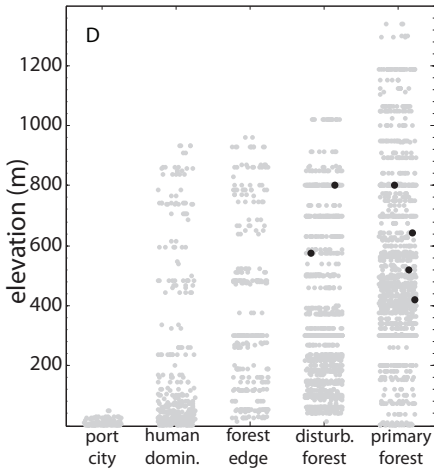 D
elevation (m)
1200
1000
800
600
400
200
port
city
human
domin.
forest
edge
disturb.
forest
primary
forest